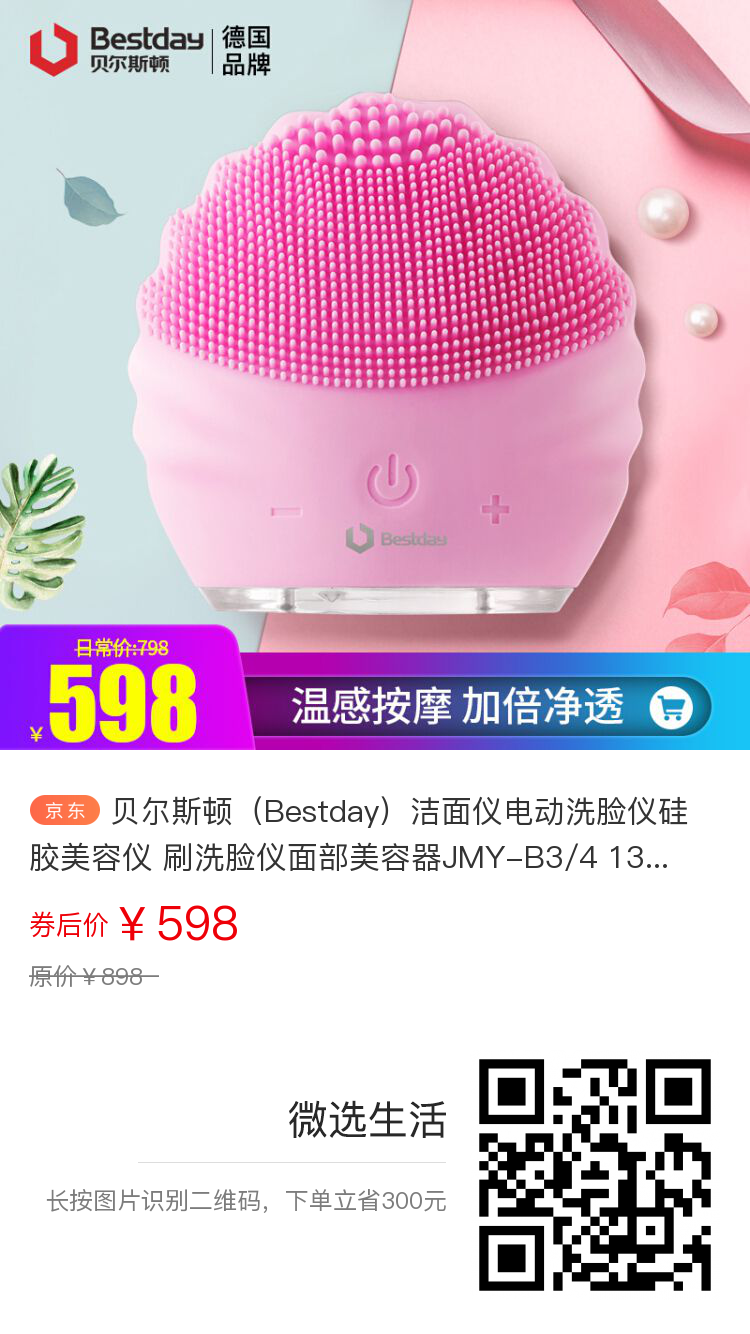 Bestday
贝尔斯顿
德国
品牌
Bestday
日常价:798
¥598
温感按摩 加倍净透
京东 贝尔斯顿（Bestday）洁面仪电动洗脸仪硅
胶美容仪 刷洗脸仪面部美容器JMY-B3/4 13...
券后价 ¥ 598
原价 ¥ 898
微选生活
长按图片识别二维码，下单立省300元